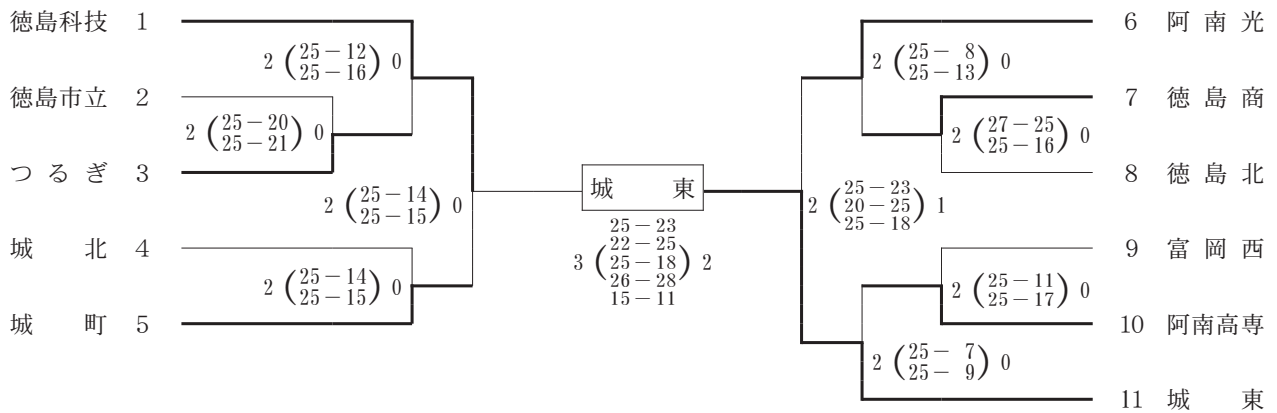 徳島科技 1
2 (25－12 25－16) 0
徳島市立 2
2 (25－20 25－21) 0
つるぎ 3
2 (25－14 25－15) 0
城北 4
2 (25－14 25－15) 0
城町 5
城東
3 (25－23 22－25 25－18 26－28 15－11) 2
6 阿南光
2 (25－8 25－13) 0
7 徳島商
2 (27－25 25－16) 0
8 徳島北
2 (25－23 20－25 25－18) 1
9 富岡西
2 (25－11 25－17) 0
10 阿南高専
2 (25－7 25－9) 0
11 城東